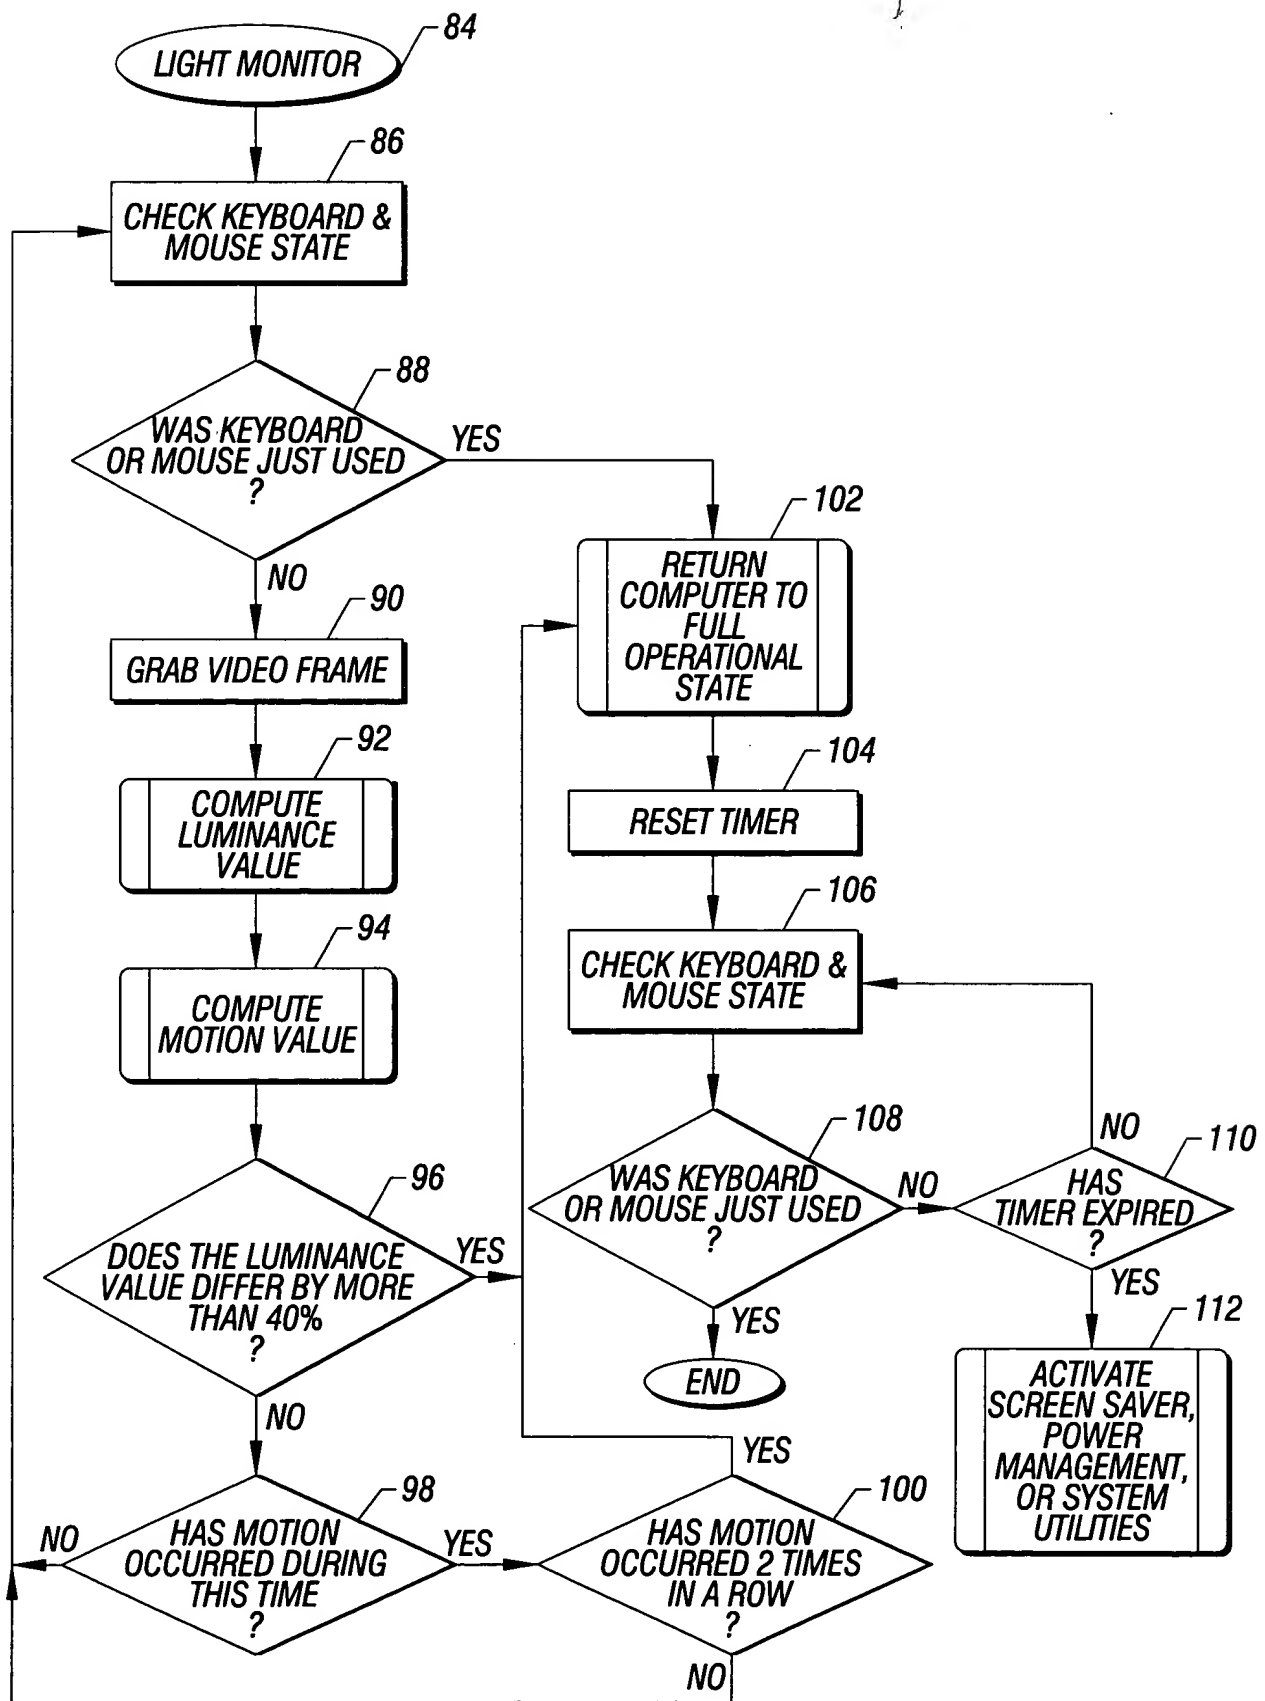 84
LIGHT MONITOR
86
CHECK KEYBOARD &
MOUSE STATE
88
WAS KEYBOARD
OR MOUSE JUST USED
?
YES
NO
90
GRAB VIDEO FRAME
92
COMPUTE
LUMINANCE
VALUE
94
COMPUTE
MOTION VALUE
96
DOES THE LUMINANCE
VALUE DIFFER BY MORE
THAN 40%
?
YES
NO
98
HAS MOTION
OCCURRED DURING
THIS TIME
?
NO
YES
100
HAS MOTION
OCCURRED 2 TIMES
IN A ROW
?
YES
NO
102
RETURN
COMPUTER TO
FULL
OPERATIONAL
STATE
104
RESET TIMER
106
CHECK KEYBOARD &
MOUSE STATE
108
WAS KEYBOARD
OR MOUSE JUST USED
?
NO
YES
END
110
HAS
TIMER EXPIRED
?
NO
YES
112
ACTIVATE
SCREEN SAVER,
POWER
MANAGEMENT,
OR SYSTEM
UTILITIES